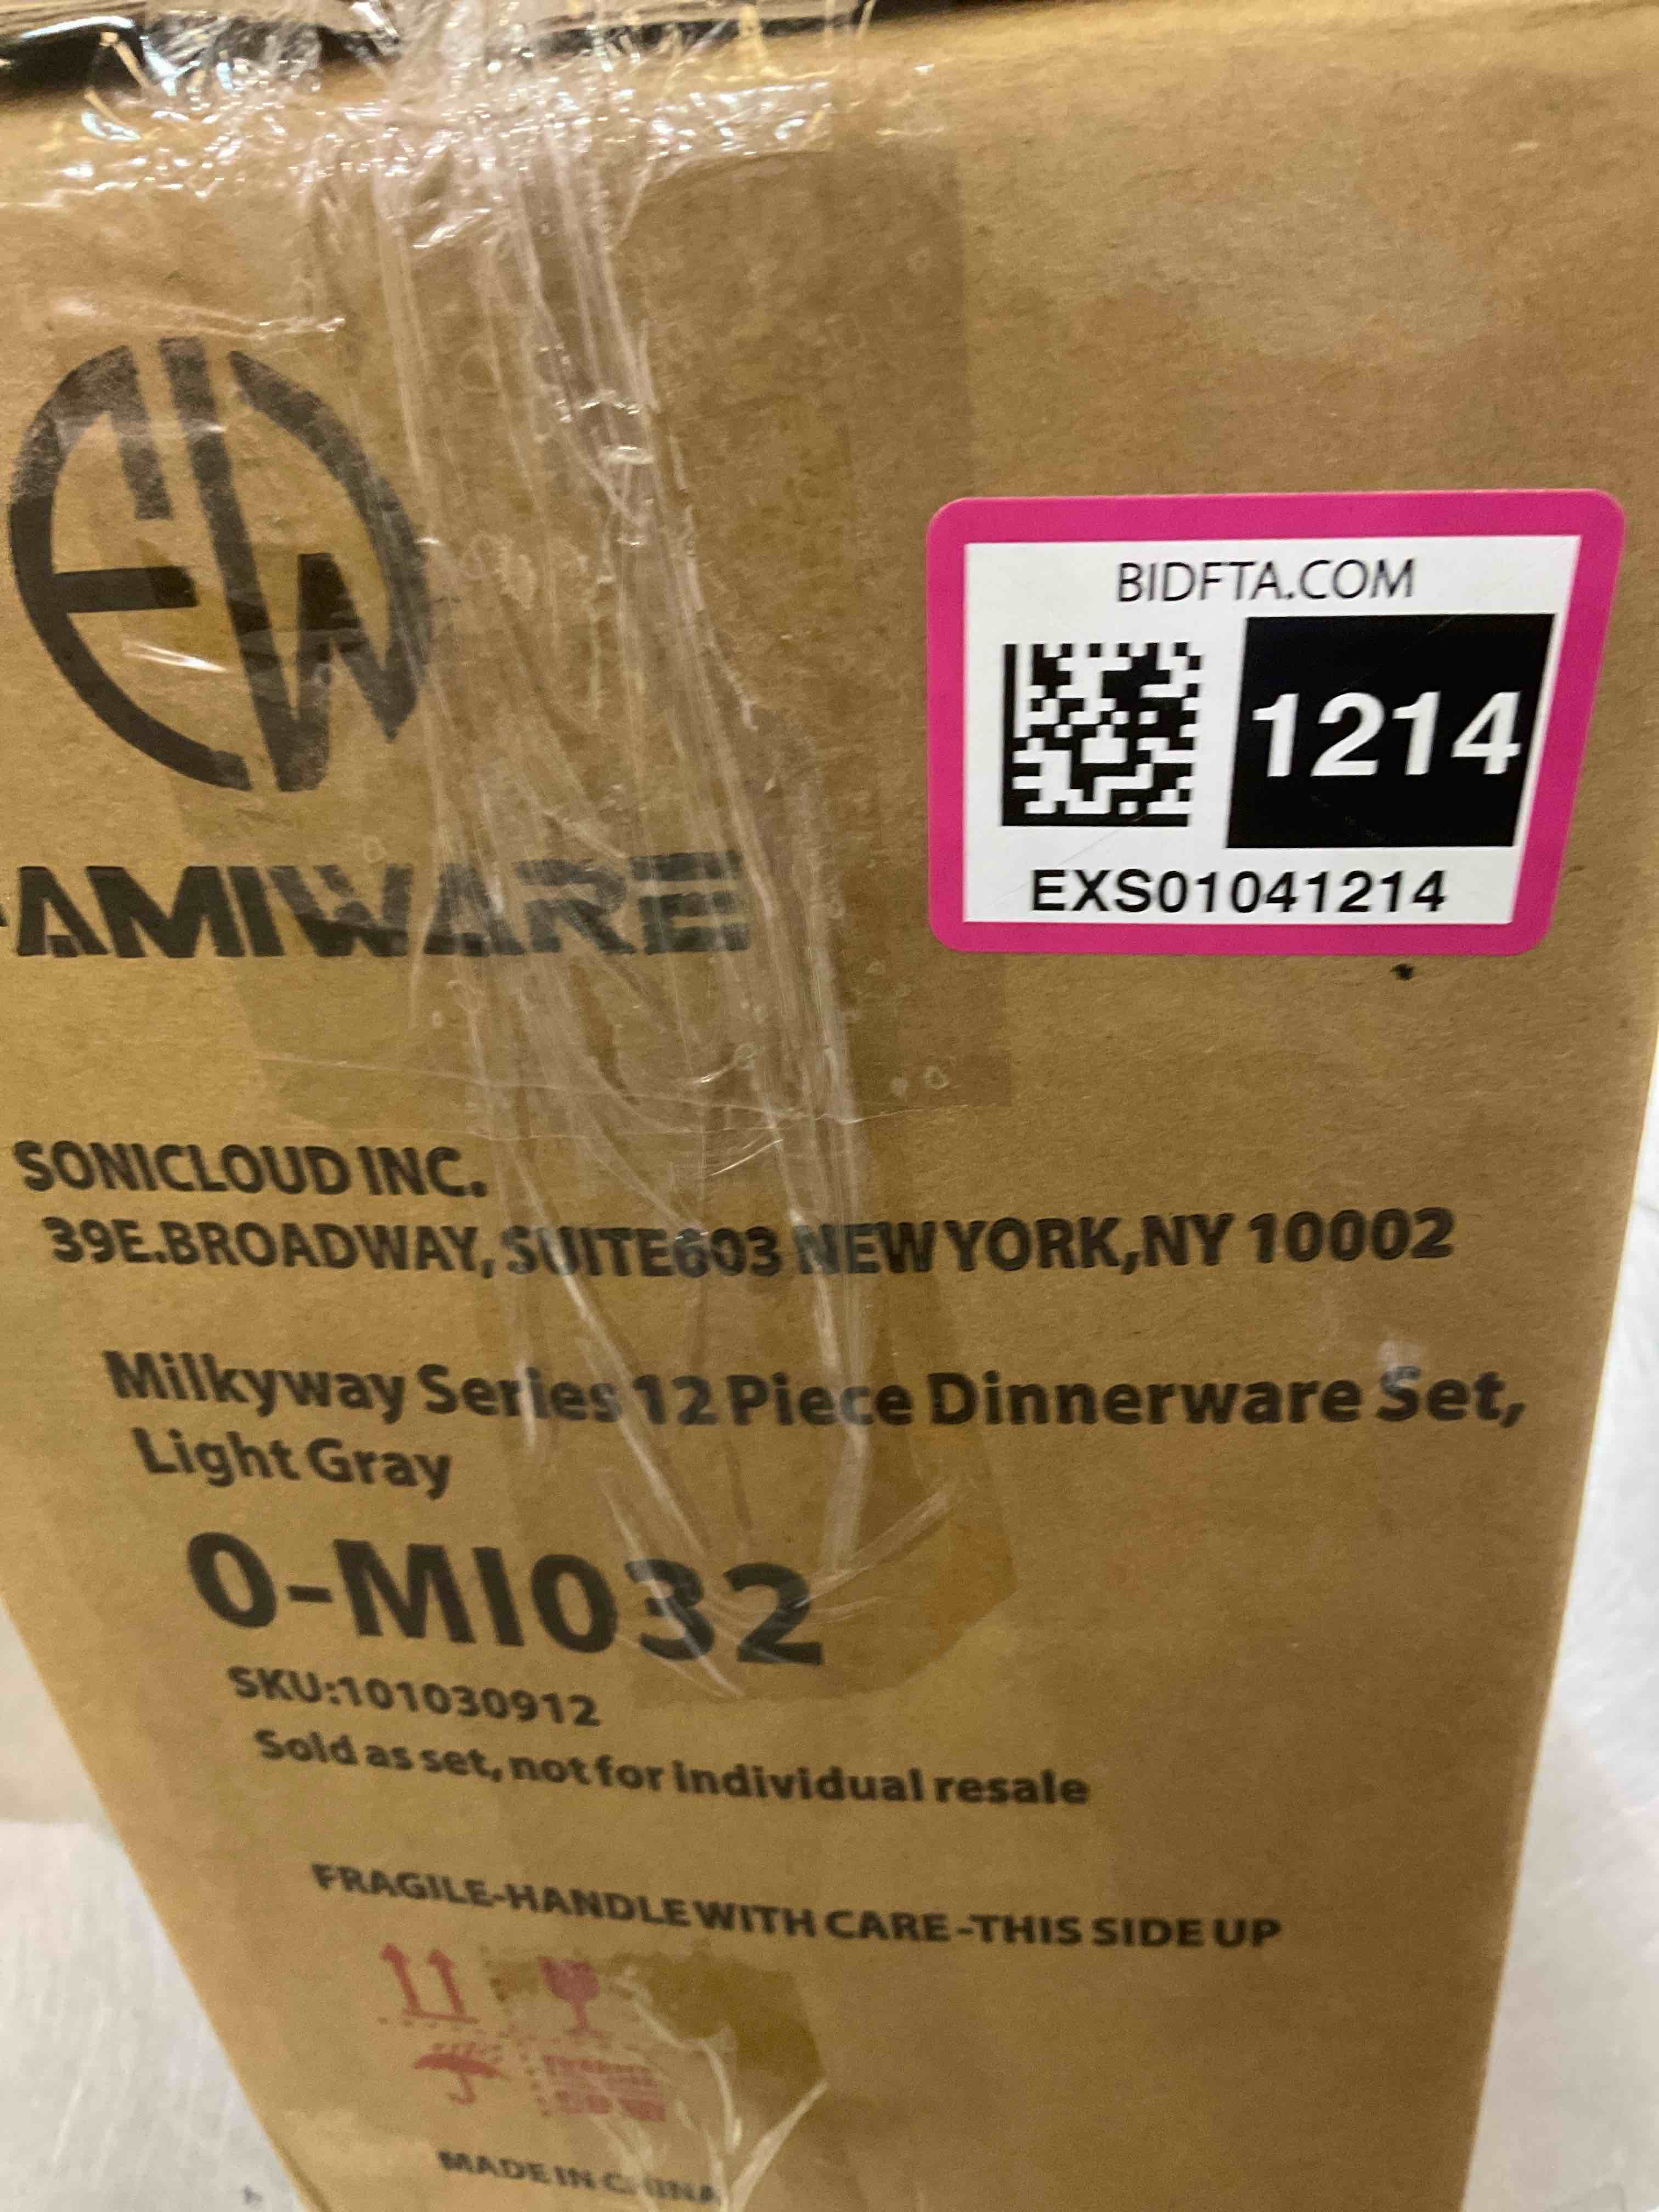 BIDFTA.COM
1214
EXS01041214
AMIWARE
SONICLOUD INC.
39E.BROADWAY, SUITE603 NEW YORK,NY 10002
Milkyway Series 12 Piece Dinnerware Set,
Light Gray
0-MI032
SKU:101030912
Sold as set, not for individual resale
FRAGILE-HANDLE WITH CARE-THIS SIDE UP
MADE IN CHINA